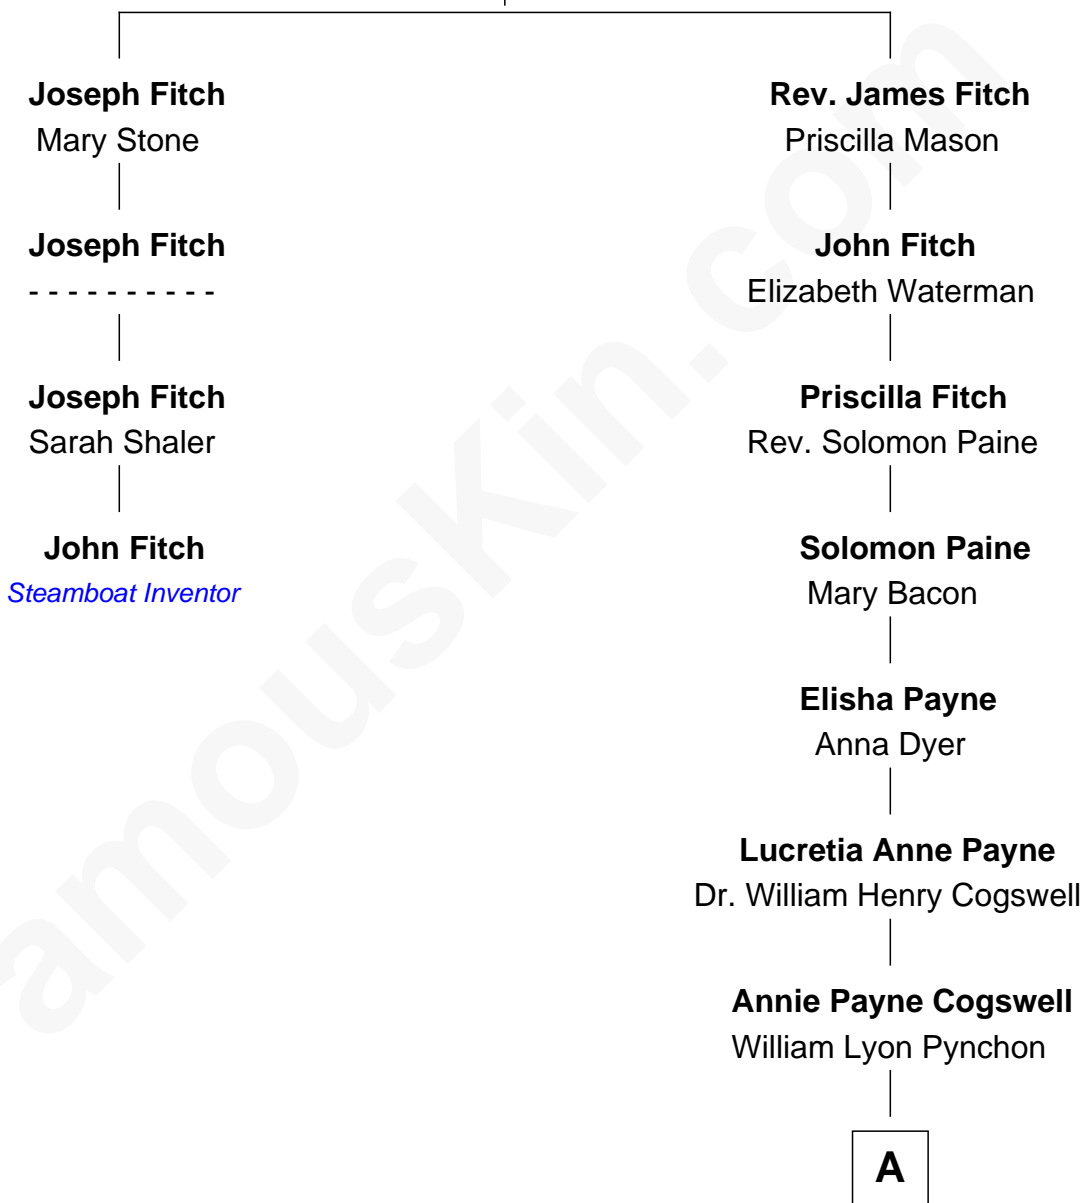 Joseph Fitch
Mary Stone
Joseph Fitch
- - - - - - - - - -
Joseph Fitch
Sarah Shaler
John Fitch
Steamboat Inventor
Rev. James Fitch
Priscilla Mason
John Fitch
Elizabeth Waterman
Priscilla Fitch
Rev. Solomon Paine
Solomon Paine
Mary Bacon
Elisha Payne
Anna Dyer
Lucretia Anne Payne
Dr. William Henry Cogswell
Annie Payne Cogswell
William Lyon Pynchon
A
amousKin.com